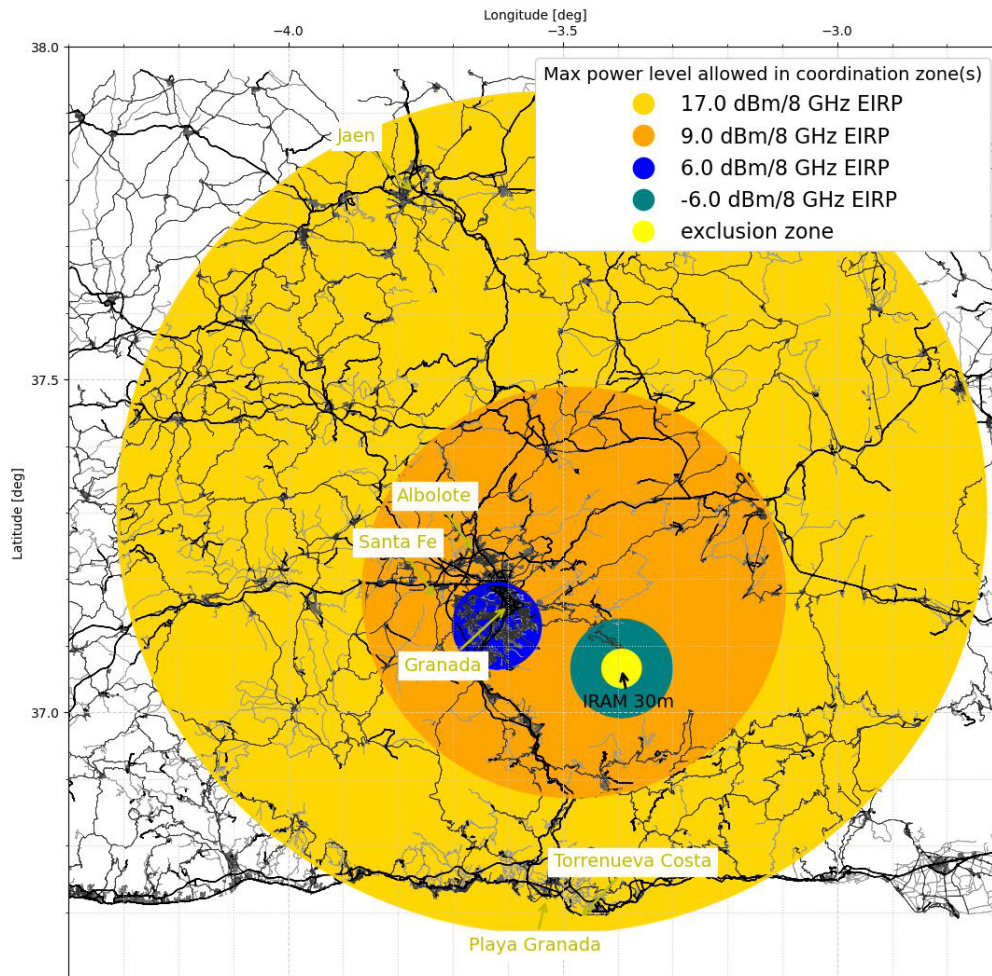 Longitude [deg]
−4.0
−3.5
−3.0
38.0
Max power level allowed in coordination zone(s)
17.0 dBm/8 GHz EIRP
9.0 dBm/8 GHz EIRP
6.0 dBm/8 GHz EIRP
-6.0 dBm/8 GHz EIRP
exclusion zone
Jaen
37.5
Latitude [deg]
Albolote
Santa Fe
Granada
IRAM 30m
37.0
Torrenueva Costa
Playa Granada